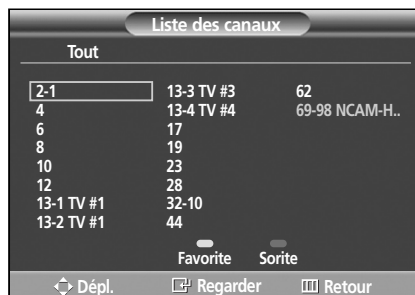 Liste des canaux
Tout
2-1
4
6
8
10
12
13-1 TV #1
13-2 TV #1
13-3 TV #3
13-4 TV #4
17
19
23
28
32-10
44
62
69-98 NCAM-H..
Favorite Sorite
Dépl. Regarder Retour